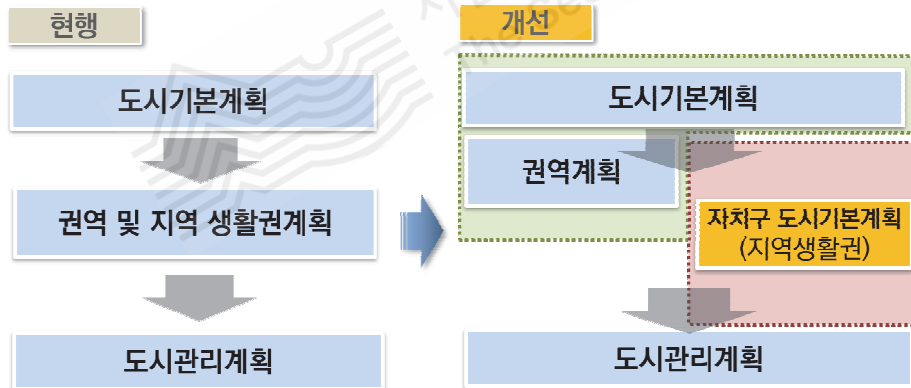 현행
도시기본계획
권역 및 지역 생활권계획
도시관리계획
개선
도시기본계획
권역계획
자치구 도시기본계획
(지역생활권)
도시관리계획
The Seo